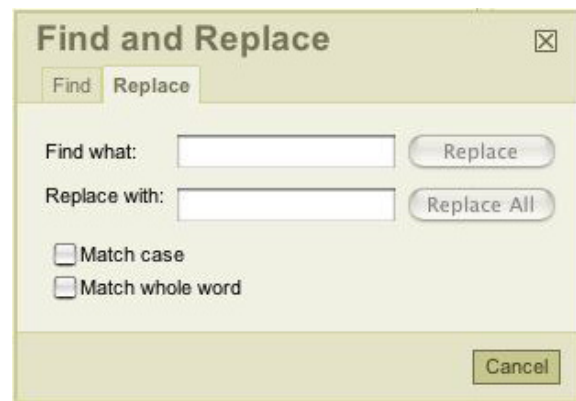 Find and Replace
Find Replace
Find what: Replace
Replace with: Replace All
Match case
Match whole word
Cancel